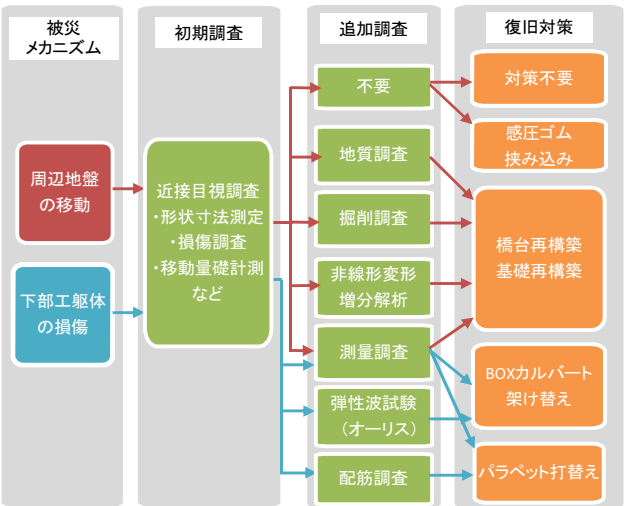 被災
メカニズム
初期調査
追加調査
復旧対策
周辺地盤
の移動
下部工躯体
の損傷
近接目視調査
・形状寸法測定
・損傷調査
・移動量礎計測
など
不要
地質調査
掘削調査
非線形変形
増分解析
測量調査
弾性波試験
（オーリス）
配筋調査
対策不要
感圧ゴム
挟み込み
橋台再構築
基礎再構築
BOXカルバート
架け替え
パラペット打替え